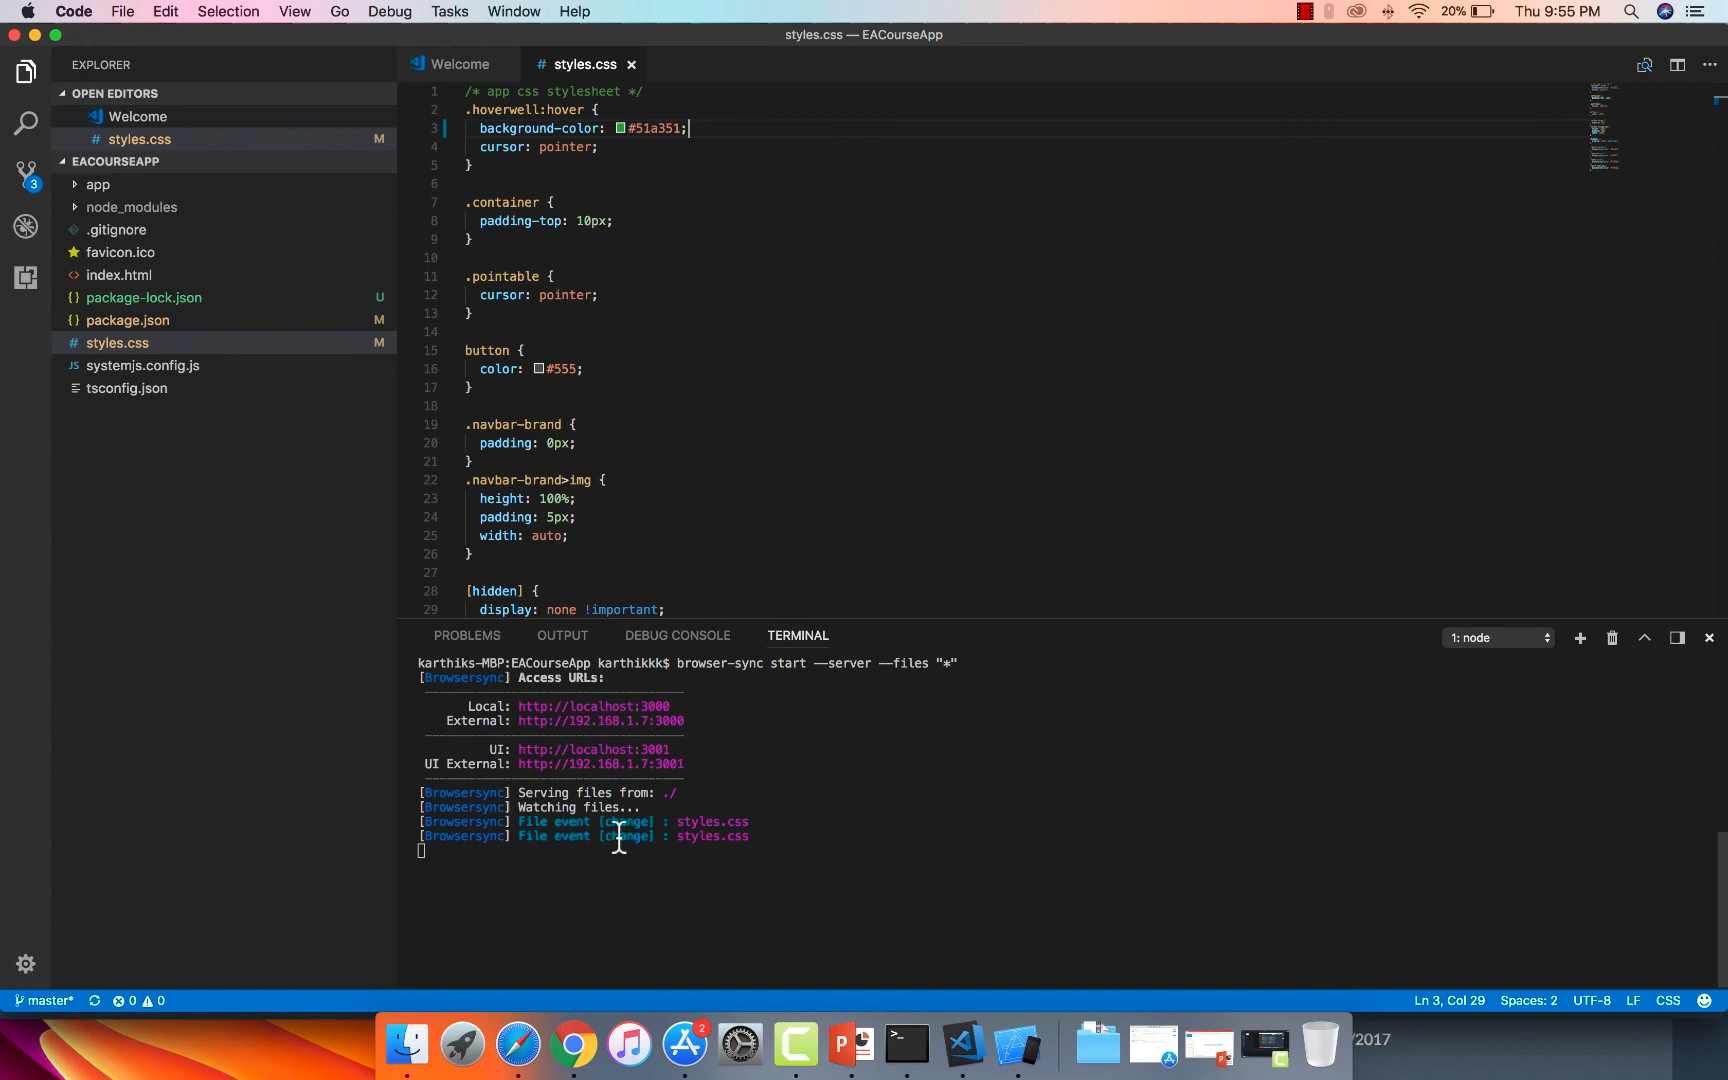 Code File Edit Selection View Go Debug Tasks Window Help 20% Thu 9:55 PM
styles.css — EACourseApp
EXPLORER
OPEN EDITORS
Welcome
styles.css M
EACOURSEAPP
app
node_modules
.gitignore
favicon.ico
index.html
package-lock.json U
package.json M
styles.css M
systemjs.config.js
tsconfig.json
3
Welcome # styles.css
1 /* app css stylesheet */
2 .hoverwell:hover {
3 background-color: #51a351;
4 cursor: pointer;
5 }
6
7 .container {
8 padding-top: 10px;
9 }
10
11 .pointable {
12 cursor: pointer;
13 }
14
15 button {
16 color: #555;
17 }
18
19 .navbar-brand {
20 padding: 0px;
21 }
22 .navbar-brand>img {
23 height: 100%;
24 padding: 5px;
25 width: auto;
26 }
27
28 [hidden] {
29 display: none !important;
PROBLEMS OUTPUT DEBUG CONSOLE TERMINAL 1: node
karthiks-MBP:EACourseApp karthikkk$ browser-sync start --server --files "*"
[Browsersync] Access URLs:
Local: http://localhost:3000
External: http://192.168.1.7:3000
UI: http://localhost:3001
UI External: http://192.168.1.7:3001
[Browsersync] Serving files from: ./
[Browsersync] Watching files...
[Browsersync] File event [change] : styles.css
[Browsersync] File event [change] : styles.css
master* 0 0 Ln 3, Col 29 Spaces: 2 UTF-8 LF CSS
2
/2017